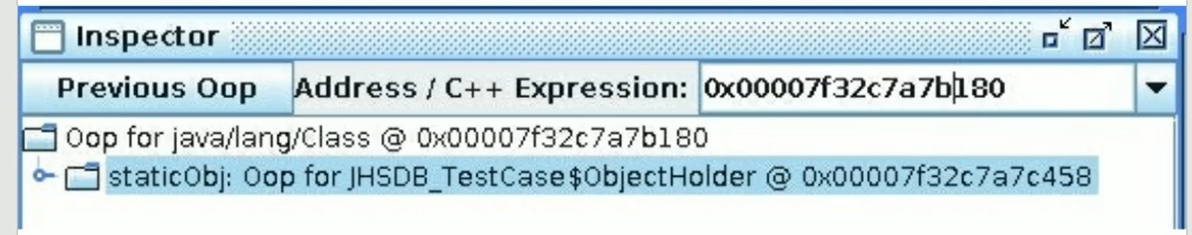 Inspector
Previous Oop Address / C++ Expression: 0x00007f32c7a7b180
Oop for java/lang/Class @ 0x00007f32c7a7b180
staticObj: Oop for JHSDB_TestCase$ObjectHolder @ 0x00007f32c7a7c458